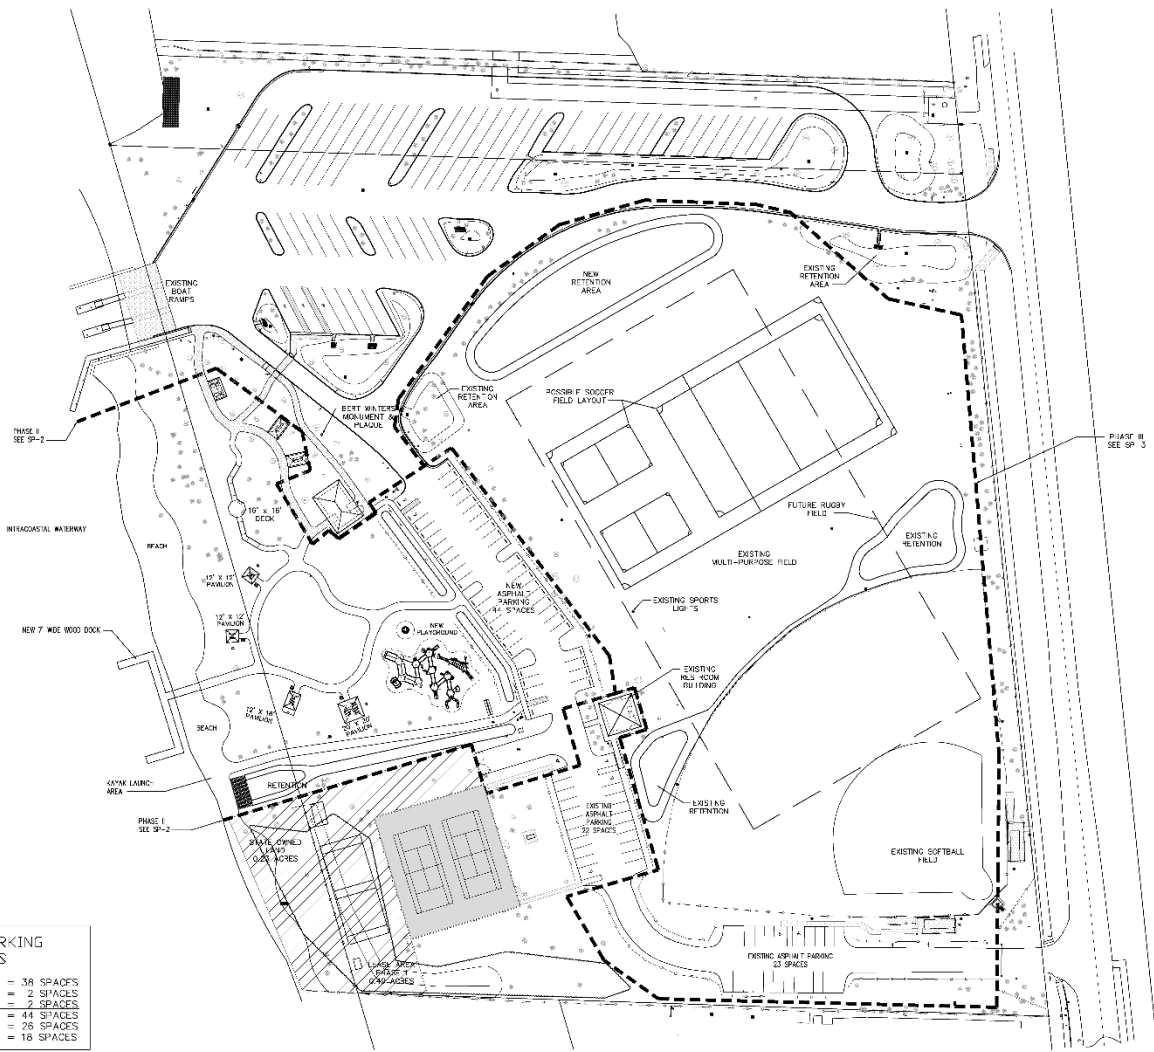 EXISTING
BOAT
RAMPS
NEW
RETENTION
AREA
EXISTING
RETENTION
AREA
EXISTING
RETENTION
AREA
POSSIBLE SOCCER
FIELD LAYOUT
BERT WINTERS
MONUMENT &
PLAQUE
PHASE II
SEE SP-2
PHASE III
SEE SP-3
16' x 16'
DECK
INTRACOASTAL WATERWAY
BEACH
FUTURE RUGBY
FIELD
EXISTING
RETENTION
EXISTING
MULTI-PURPOSE FIELD
12' X 12'
PAVILION
NEW
ASPHALT
PARKING
44 SPACES
EXISTING SPORTS
LIGHTS
12' X 12'
PAVILION
NEW 7' WIDE WOOD DOCK
NEW
PLAYGROUND
EXISTING
BUILDING
12' X 18'
PAVILION
PAVILION
BEACH
KAYAK LAUNCH
AREA
RETENTION
PHASE II
SEE SP-2
EXISTING
RETENTION
EXISTING
ASPHALT
PARKING
22 SPACES
STATE OWNED
LAND
ACRES
EXISTING SOFTBALL
FIELD
LEASE AREA
PHASE
ACRES
EXISTING ASPHALT PARKING
23 SPACES
RKING
S
= 38 SPACES
= 2 SPACES
= 2 SPACES
= 44 SPACES
= 26 SPACES
= 18 SPACES